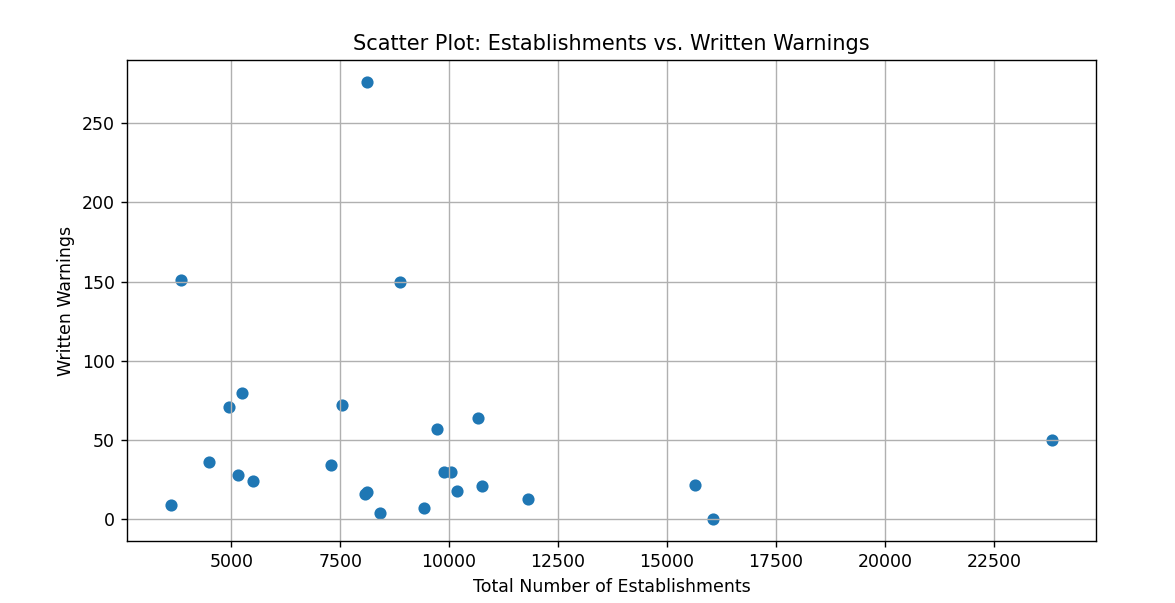 Scatter Plot: Establishments vs. Written Warnings
250
200
150
100
50
0
Written Warnings
5000 7500 10000 12500 15000 17500 20000 22500
Total Number of Establishments